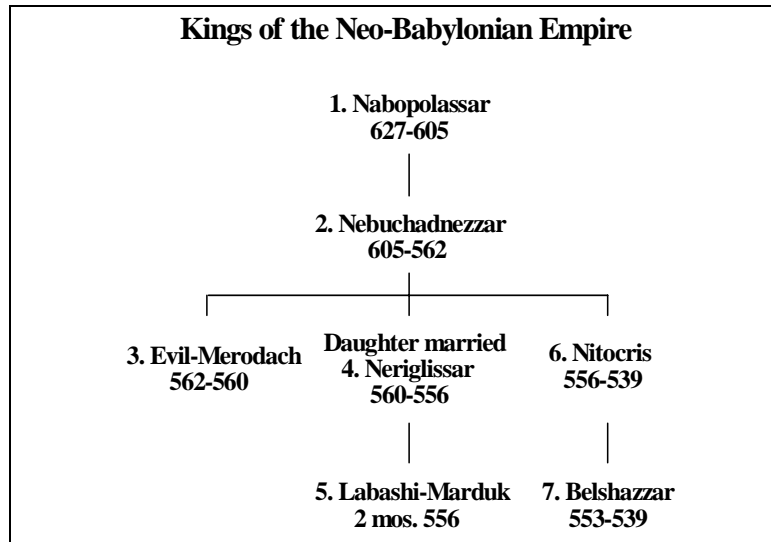 Kings of the Neo-Babylonian Empire
1. Nabopolassar
627-605
2. Nebuchadnezzar
605-562
3. Evil-Merodach
562-560
Daughter married
4. Neriglissar
560-556
6. Nitocris
556-539
5. Labashi-Marduk
2 mos. 556
7. Belshazzar
553-539